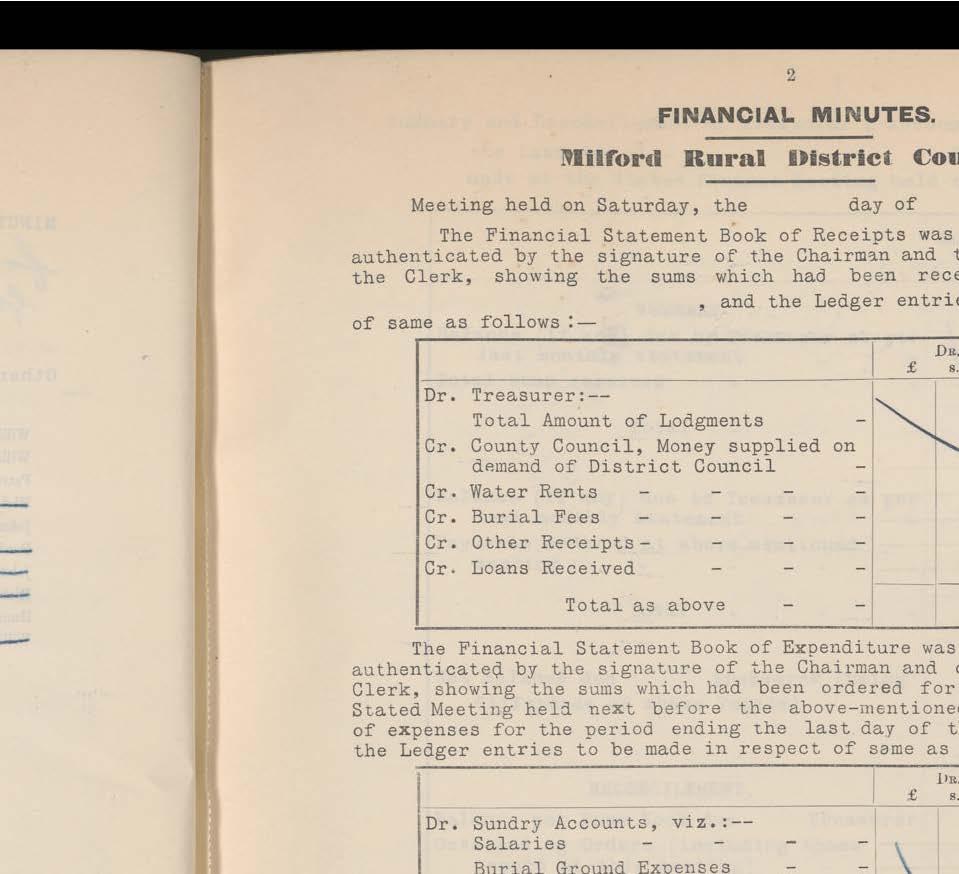 2
FINANCIAL MINUTES.
Milford Rural District Cou
Meeting held on Saturday, the day of
The Financial Statement Book of Receipts was
authenticated by the signature of the Chairman and t
the Clerk, showing the sums which had been rece
, and the Ledger entrie
of same as follows :—
DR.
£ s.
Dr. Treasurer:--
Total Amount of Lodgments -
Cr. County Council, Money supplied on
demand of District Council -
Cr. Water Rents - - -
Cr. Burial Fees - - - -
Cr. Other Receipts - - - -
Cr. Loans Received - - -
Total as above - -
The Financial Statement Book of Expenditure was
authenticated by the signature of the Chairman and
Clerk, showing the sums which had been ordered for
Stated Meeting held next before the above-mentioned
of expenses for the period ending the last day of t
the Ledger entries to be made in respect of same as
DR.
£ s.
Dr. Sundry Accounts, viz.:--
Salaries - - - -
Burial Ground Expenses - -